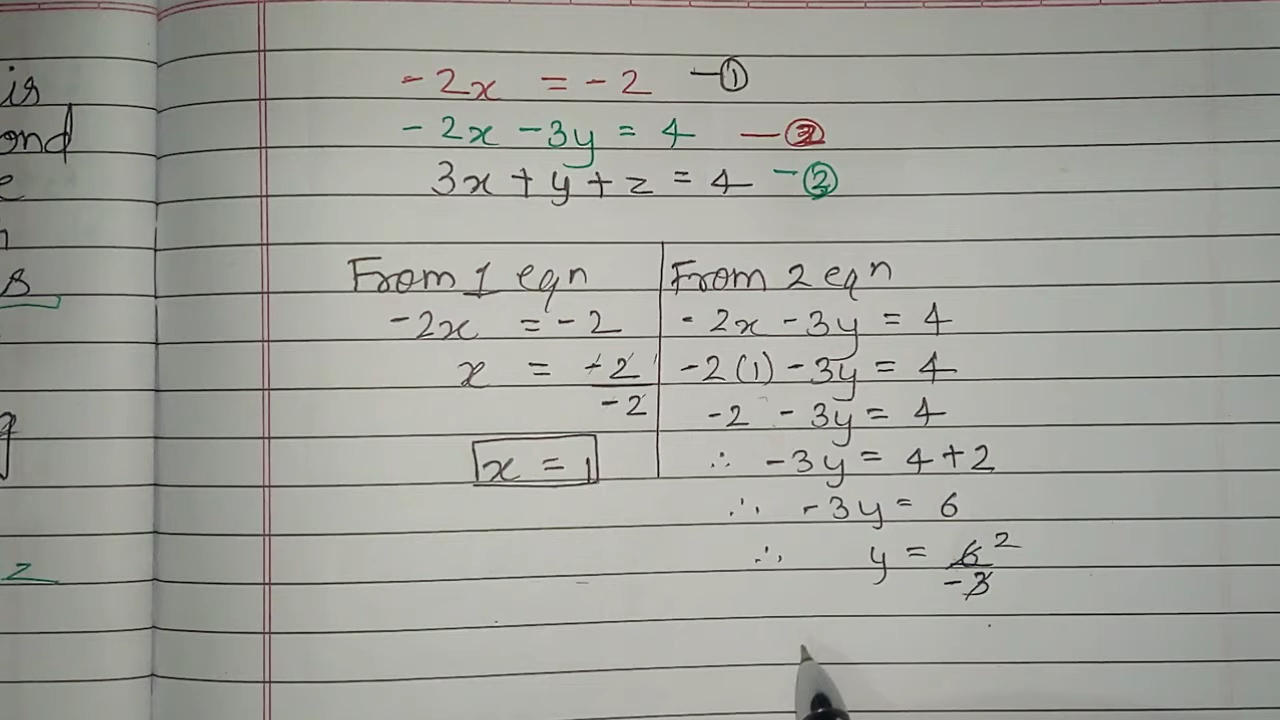 is
ond
e
n
s
g
z
-2x = -2 —①
-2x -3y = 4 —②
3x + y + z = 4 —③
From 1 eqn
-2x = -2
x = -2/-2
x = 1
From 2 eqn
-2x -3y = 4
-2(1) -3y = 4
-2 -3y = 4
∴ -3y = 4+2
∴ -3y = 6
∴ y = 6/-3 2